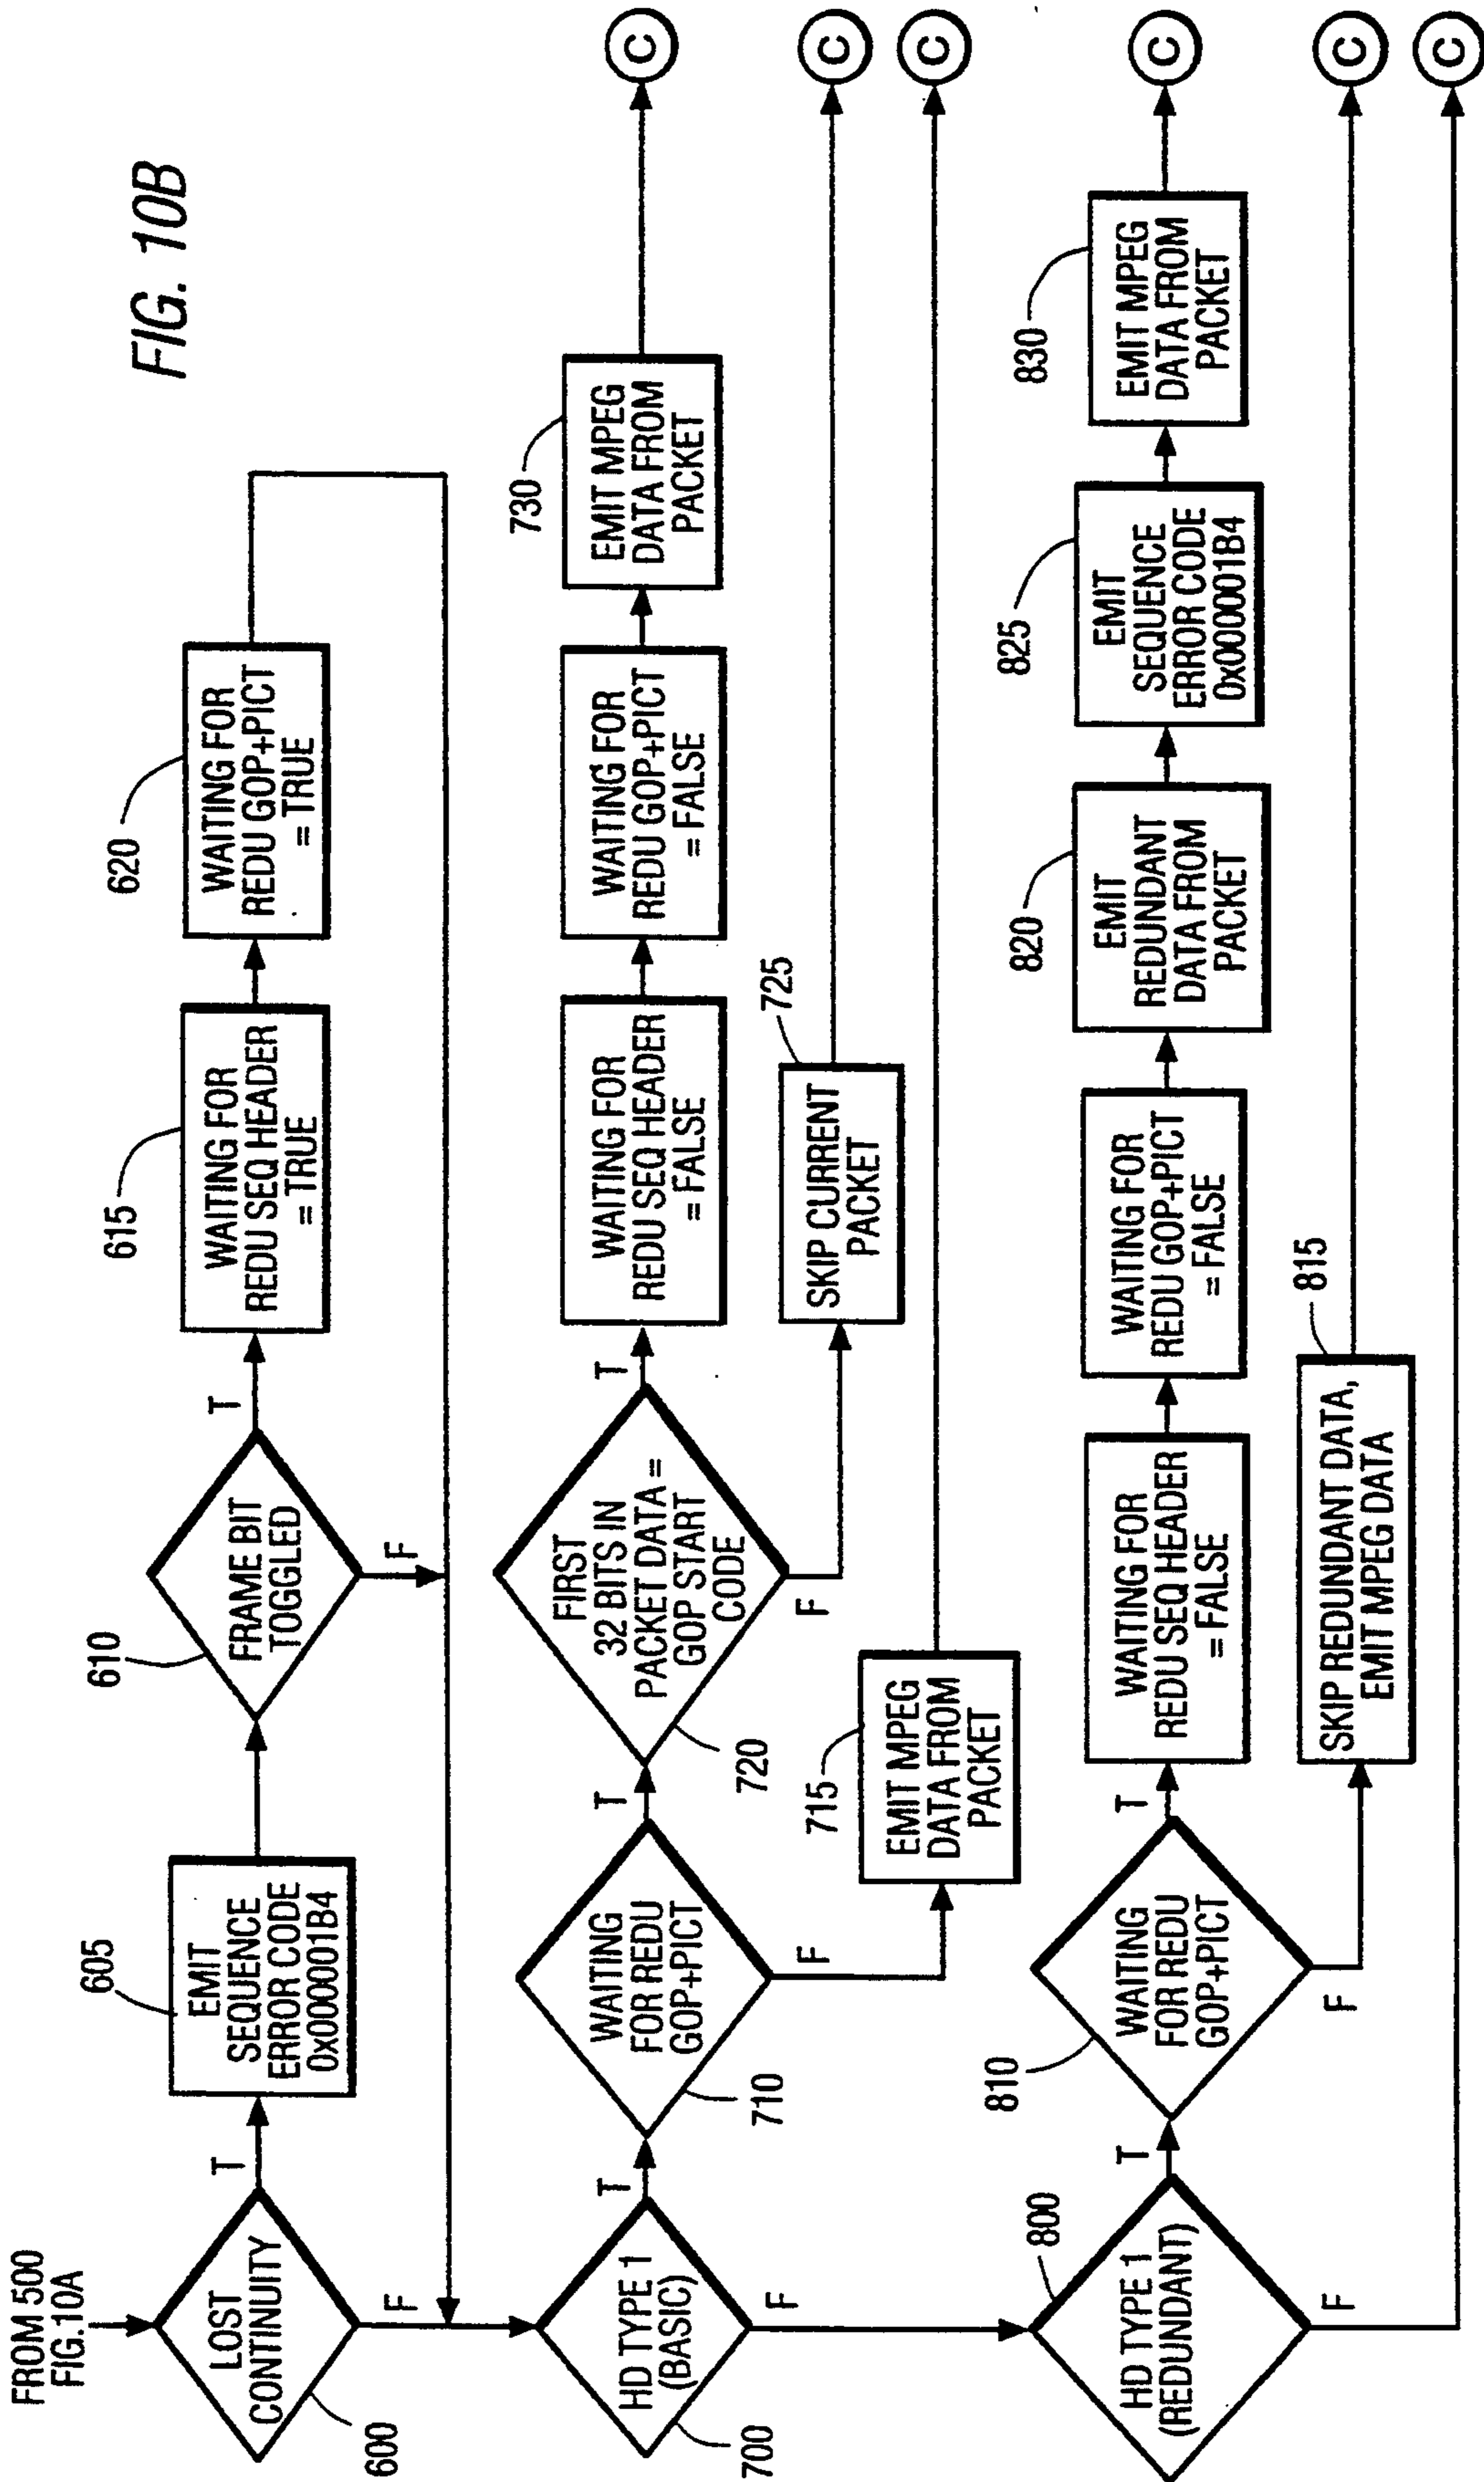 FIG. 10B
FROM 500
FIG.10A
LOST
CONTINUITY
600
T
F
605
EMIT
SEQUENCE
ERROR CODE
0x000001B4
610
FRAME BIT
TOGGLED
T
F
615
WAITING FOR
REDU SEQ HEADER
= TRUE
620
WAITING FOR
REDU GOP+PICT
= TRUE
HD TYPE 1
(BASIC)
700
T
F
WAITING
FOR REDU
GOP+PICT
710
T
F
715
EMIT MPEG
DATA FROM
PACKET
C
FIRST
32 BITS IN
PACKET DATA =
GOP START
CODE
720
T
F
725
SKIP CURRENT
PACKET
C
WAITING FOR
REDU SEQ HEADER
= FALSE
WAITING FOR
REDU GOP+PICT
= FALSE
730
EMIT MPEG
DATA FROM
PACKET
C
800
HD TYPE 1
(REDUNDANT)
T
F
C
810
WAITING
FOR REDU
GOP+PICT
T
F
815
SKIP REDUNDANT DATA,
EMIT MPEG DATA
C
WAITING FOR
REDU SEQ HEADER
= FALSE
WAITING FOR
REDU GOP+PICT
= FALSE
820
EMIT
REDUNDANT
DATA FROM
PACKET
825
EMIT
SEQUENCE
ERROR CODE
0x000001B4
830
EMIT MPEG
DATA FROM
PACKET
C